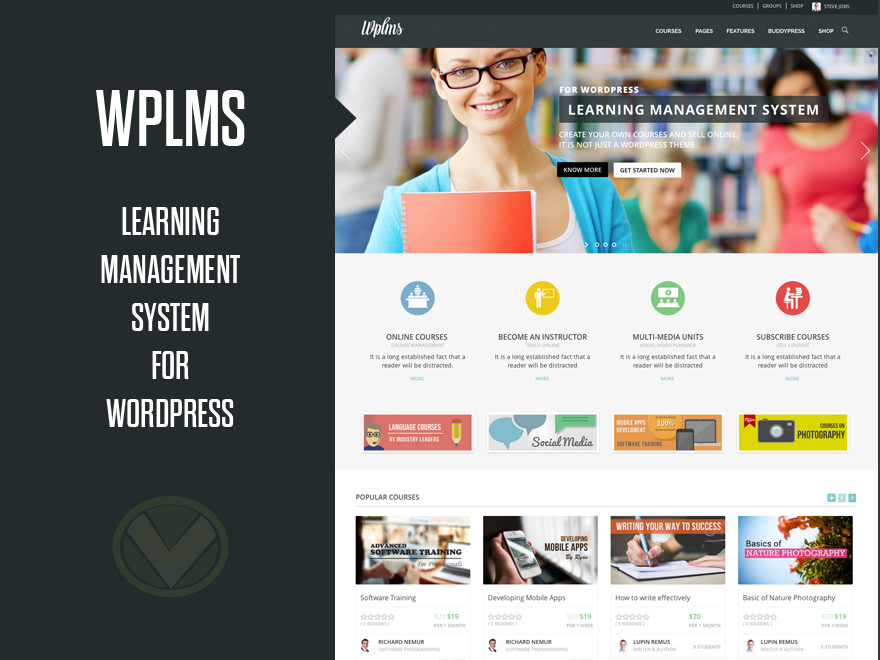 WPLMS
LEARNING
MANAGEMENT
SYSTEM
FOR
WORDPRESS
COURSES | GROUPS | SHOP STEVE JOBS
Wplms
COURSES PAGES FEATURES BUDDYPRESS SHOP
FOR WORDPRESS
LEARNING MANAGEMENT SYSTEM
CREATE YOUR OWN COURSES AND SELL ONLINE.
IT IS NOT JUST A WORDPRESS THEME.
KNOW MORE GET STARTED NOW
ONLINE COURSES
COURSE MANAGEMENT
It is a long established fact that a
reader will be distracted.
MORE
BECOME AN INSTRUCTOR
TEACH ONLINE
It is a long established fact that a
reader will be distracted
MORE
MULTI-MEDIA UNITS
AUDIO, VIDEO PLAYBACK
It is a long established fact that a
reader will be distracted
MORE
SUBSCRIBE COURSES
SELL COURSES
It is a long established fact that a
reader will be distracted
MORE
LANGUAGE COURSES
BY INDUSTRY LEADERS
Social Media
MOBILE APPS
DEVELOPMENT
100%
SOFTWARE TRAINING
Offer
COURSES ON
PHOTOGRAPHY
POPULAR COURSES
ADVANCED
SOFTWARE TRAINING
For Professionals
Software Training
$29 $19
( 0 REVIEWS )
PER 1 MONTH
RICHARD NEMUR
SOFTWARE PROGRAMMING
DEVELOPING
MOBILE APPS
By Ryan
Developing Mobile Apps
$29 $19
( 0 REVIEWS )
PER 1 WEEK
RICHARD NEMUR
SOFTWARE PROGRAMMING
WRITING YOUR WAY TO SUCCESS
How to write effectively
$20
( 0 REVIEWS )
PER 1 MONTH
LUPIN REMUS
WRITER & AUTHOR
0 STUDENTS
Basics of
NATURE PHOTOGRAPHY
Basic of Nature Photography
$29 $19
( 0 REVIEWS )
PER 1 WEEK
LUPIN REMUS
WRITER & AUTHOR
0 STUDENTS